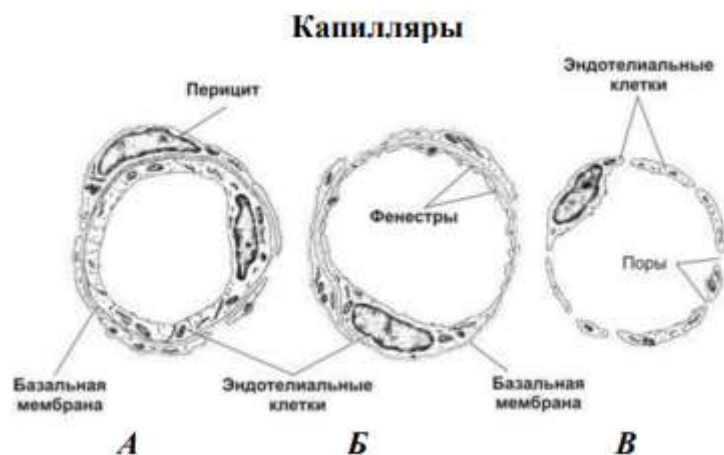 Капилляры
Перицит
Эндотелиальные
клетки
Фенестры
Поры
Базальная
мембрана
Эндотелиальные
клетки
Базальная
мембрана
А
Б
В